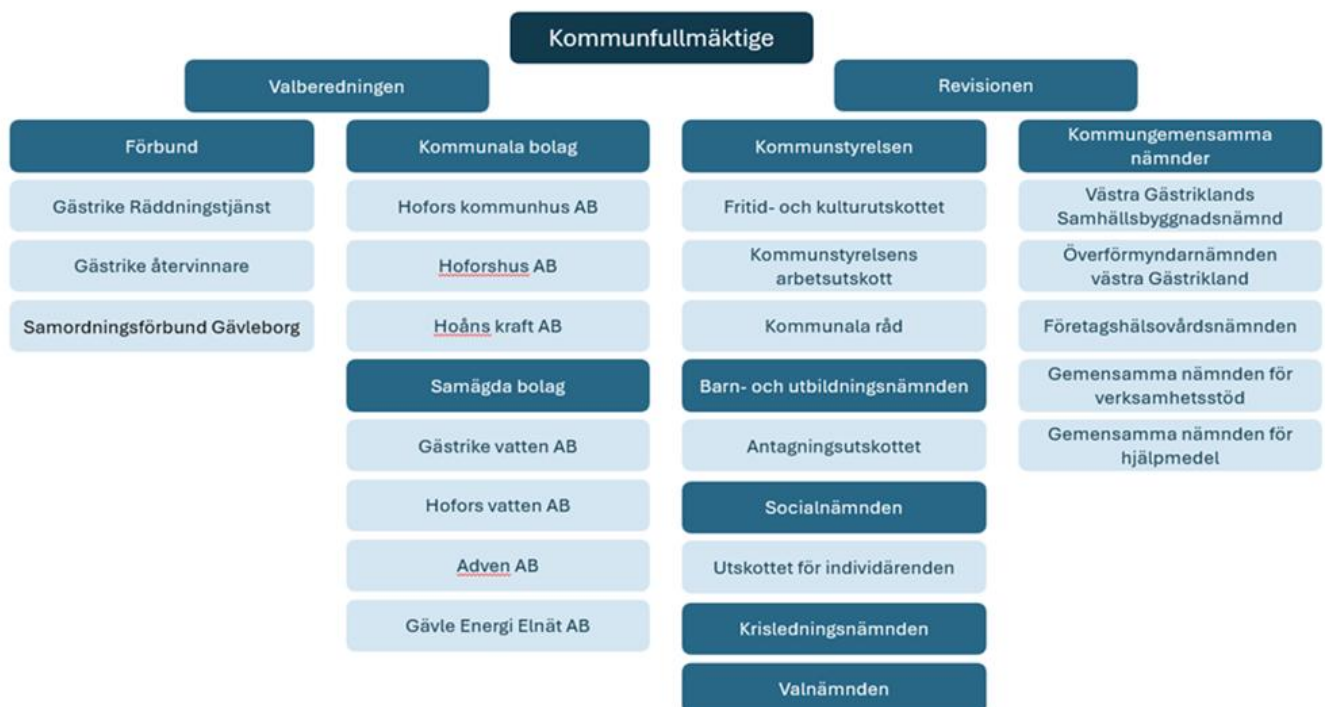 Kommunfullmäktige
Valberedningen
Revisionen
Förbund
Gästrike Räddningstjänst
Gästrike återvinnare
Samordningsförbund Gävleborg
Kommunala bolag
Hofors kommunhus AB
Hoforshus AB
Hoåns kraft AB
Samägda bolag
Gästrike vatten AB
Hofors vatten AB
Adven AB
Gävle Energi Elnät AB
Kommunstyrelsen
Fritid- och kulturutskottet
Kommunstyrelsens
arbetsutskott
Kommunala råd
Barn- och utbildningsnämnden
Antagningsutskottet
Socialnämnden
Utskottet för individärenden
Krisledningsnämnden
Valnämnden
Kommungemensamma
nämnder
Västra Gästriklands
Samhällsbyggnadsnämnd
Överförmyndarnämnden
västra Gästrikland
Företagshälsovårdsnämnden
Gemensamma nämnden för
verksamhetsstöd
Gemensamma nämnden för
hjälpmedel